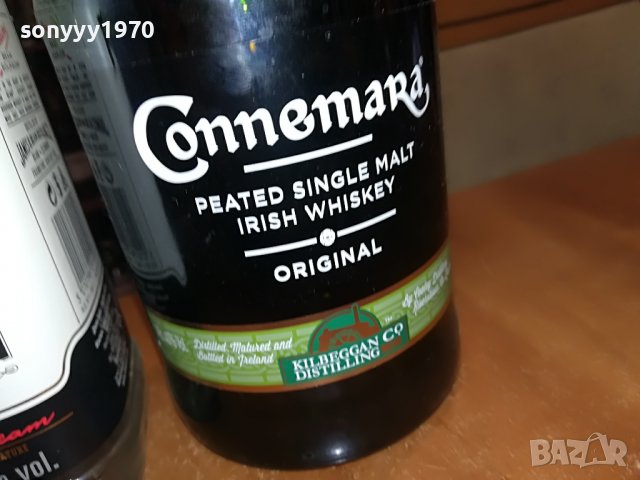 sonyyy1970
Connemara
PEATED SINGLE MALT
IRISH WHISKEY
ORIGINAL
Distilled, Matured and
Bottled in Ireland
KILBEGGAN
DISTILLING Co
vol.
BAZAR